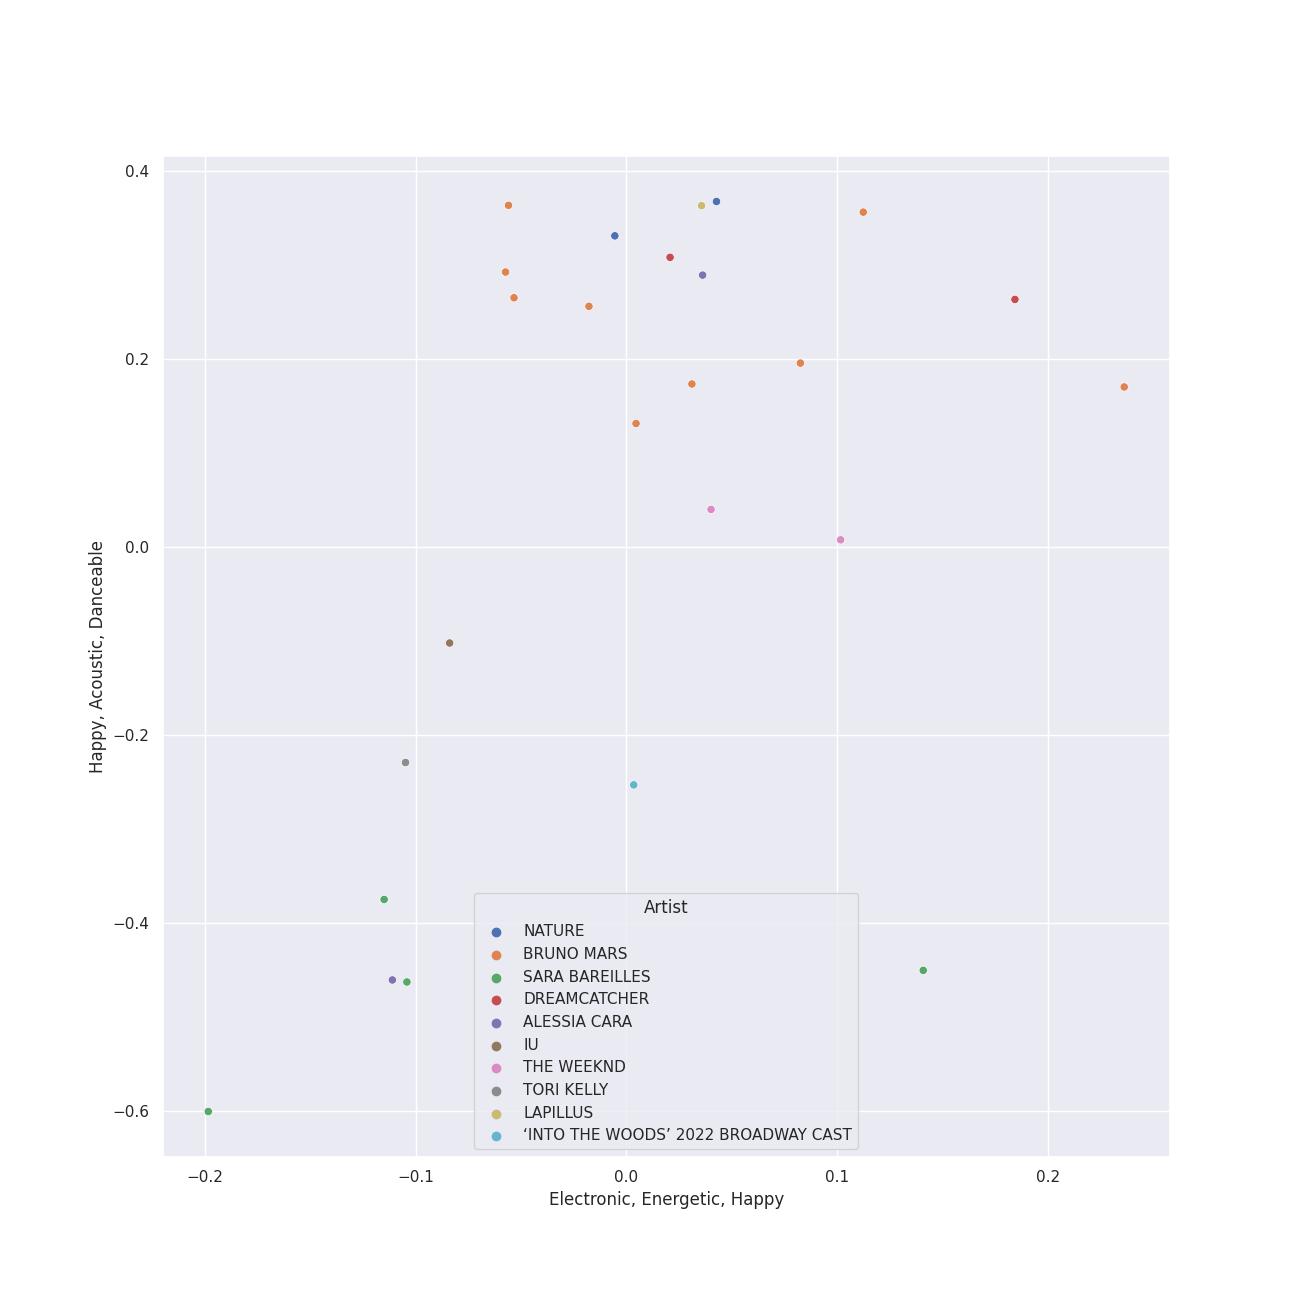 0.4
0.2
0.0
−0.2
−0.4
−0.6
Happy, Acoustic, Danceable
Artist
NATURE
BRUNO MARS
SARA BAREILLES
DREAMCATCHER
ALESSIA CARA
IU
THE WEEKND
TORI KELLY
LAPILLUS
‘INTO THE WOODS’ 2022 BROADWAY CAST
−0.2 −0.1 0.0 0.1 0.2
Electronic, Energetic, Happy